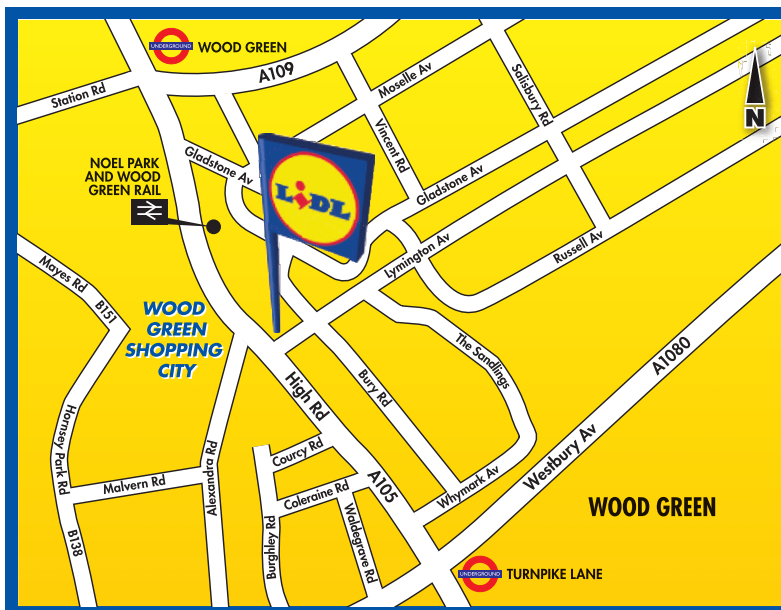 UNDERGROUND
WOOD GREEN
A109
Station Rd
Moselle Av
Salisbury Rd
N
Vincent Rd
NOEL PARK
AND WOOD
GREEN RAIL
Gladstone Av
LiDL
Gladstone Av
Lymington Av
Russell Av
Mayes Rd
B151
WOOD
GREEN
SHOPPING
CITY
The Sandlings
A1080
High Rd
Bury Rd
Hornsey Park Rd
Westbury Av
Courcy Rd
Alexandra Rd
Malvern Rd
A105
Whymark Av
Coleraine Rd
WOOD GREEN
B138
Burghley Rd
Waldegrave Rd
UNDERGROUND
TURNPIKE LANE